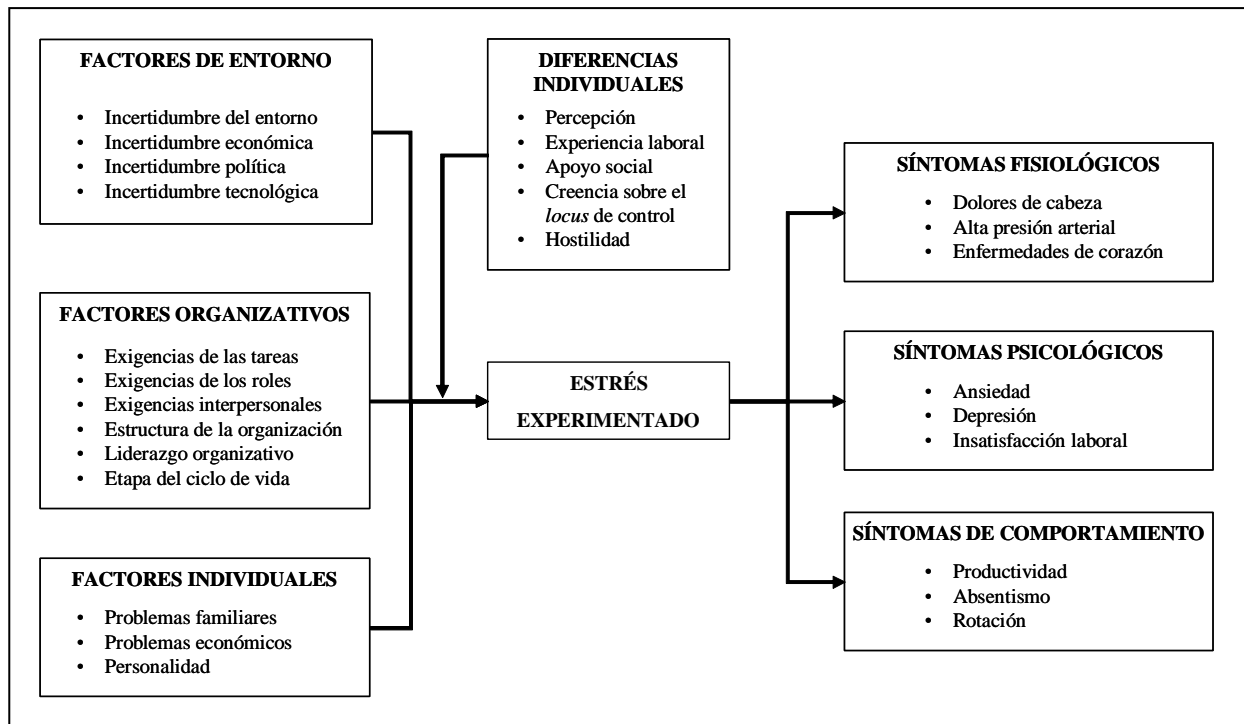 FACTORES DE ENTORNO
• Incertidumbre del entorno
• Incertidumbre económica
• Incertidumbre política
• Incertidumbre tecnológica
FACTORES ORGANIZATIVOS
• Exigencias de las tareas
• Exigencias de los roles
• Exigencias interpersonales
• Estructura de la organización
• Liderazgo organizativo
• Etapa del ciclo de vida
FACTORES INDIVIDUALES
• Problemas familiares
• Problemas económicos
• Personalidad
DIFERENCIAS
INDIVIDUALES
• Percepción
• Experiencia laboral
• Apoyo social
• Creencia sobre el
locus de control
• Hostilidad
ESTRÉS
EXPERIMENTADO
SÍNTOMAS FISIOLÓGICOS
• Dolores de cabeza
• Alta presión arterial
• Enfermedades de corazón
SÍNTOMAS PSICOLÓGICOS
• Ansiedad
• Depresión
• Insatisfacción laboral
SÍNTOMAS DE COMPORTAMIENTO
• Productividad
• Absentismo
• Rotación